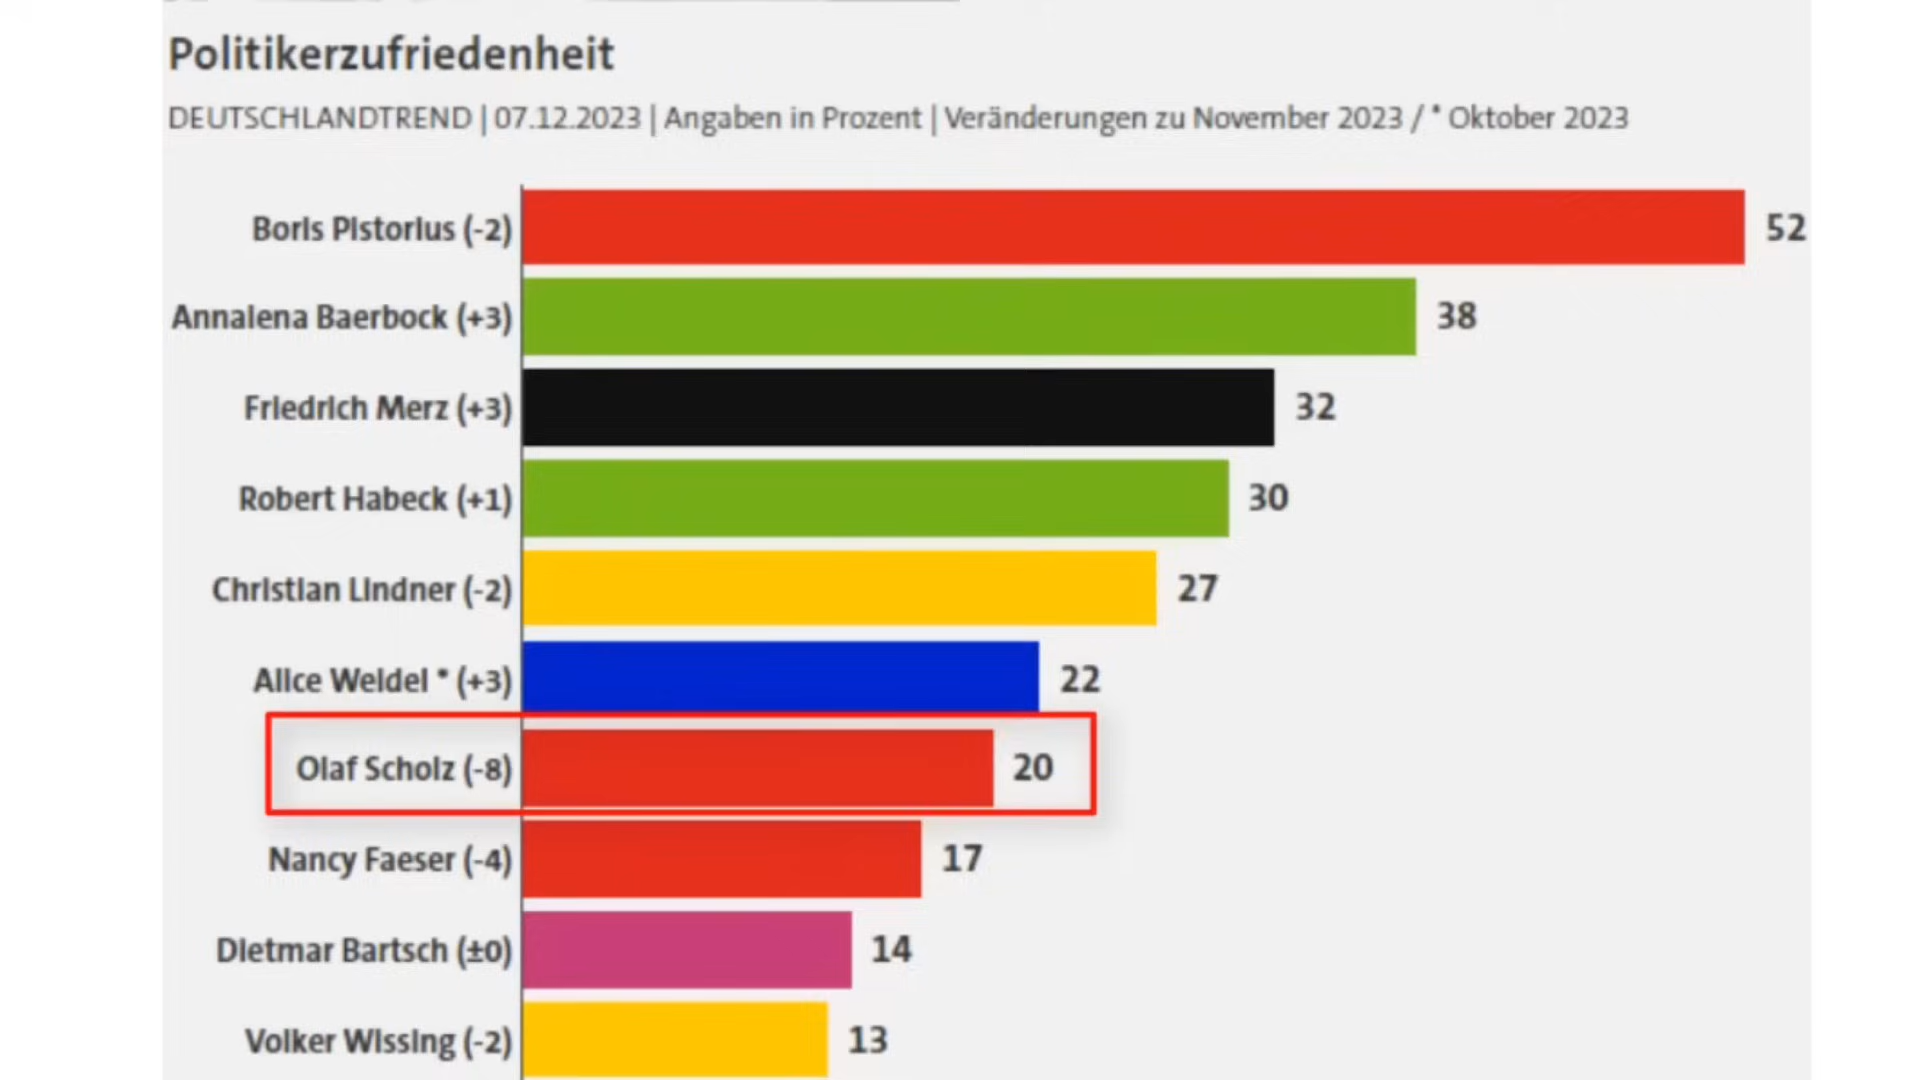 Politikerzufriedenheit
DEUTSCHLANDTREND | 07.12.2023 | Angaben in Prozent | Veränderungen zu November 2023 / * Oktober 2023
Boris Pistorius (-2) 52
Annalena Baerbock (+3) 38
Friedrich Merz (+3) 32
Robert Habeck (+1) 30
Christian Lindner (-2) 27
Alice Weidel * (+3) 22
Olaf Scholz (-8) 20
Nancy Faeser (-4) 17
Dietmar Bartsch (±0) 14
Volker Wissing (-2) 13